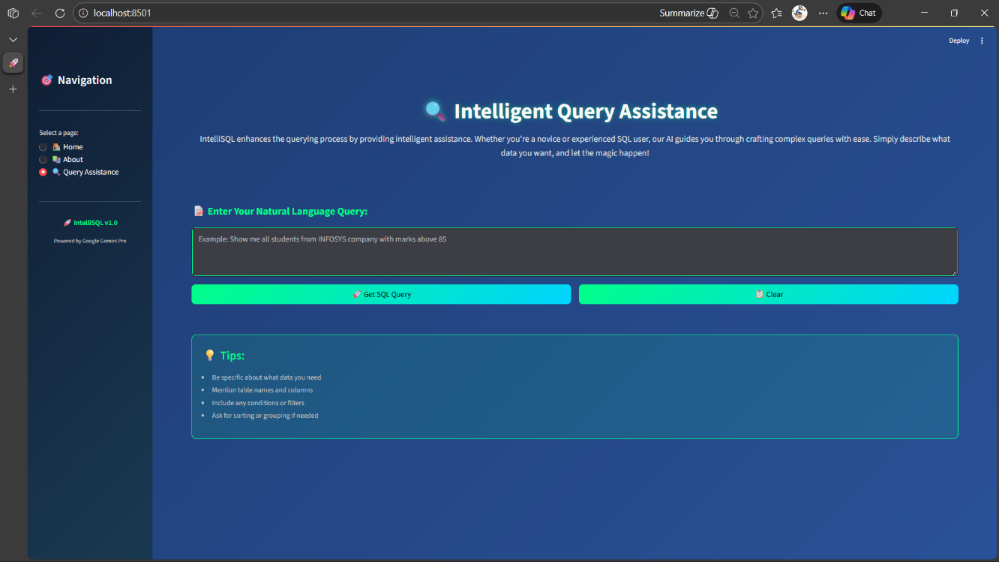 localhost:8501
Summarize
Chat
Deploy
Navigation
Select a page:
Home
About
Query Assistance
IntelliSQL v1.0
Powered by Google Gemini Pro
Intelligent Query Assistance
IntelliSQL enhances the querying process by providing intelligent assistance. Whether you're a novice or experienced SQL user, our AI guides you through crafting complex queries with ease. Simply describe what
data you want, and let the magic happen!
Enter Your Natural Language Query:
Example: Show me all students from INFOSYS company with marks above 85
Get SQL Query
Clear
Tips:
Be specific about what data you need
Mention table names and columns
Include any conditions or filters
Ask for sorting or grouping if needed